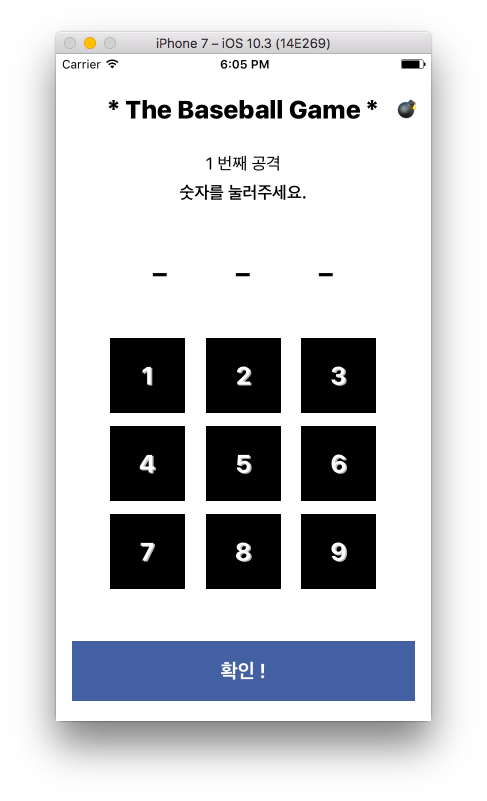 iPhone 7 – iOS 10.3 (14E269)
Carrier 6:05 PM
* The Baseball Game *
1 번째 공격
숫자를 눌러주세요.
– – –
1 2 3
4 5 6
7 8 9
확인 !